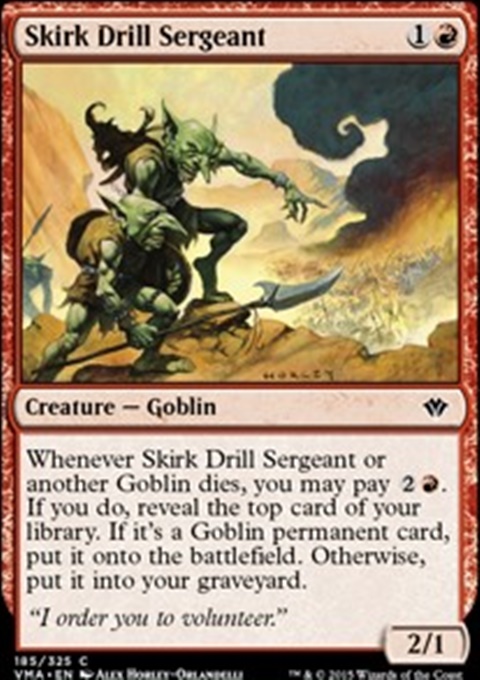 Skirk Drill Sergeant 1
HORLEY
Creature — Goblin
Whenever Skirk Drill Sergeant or
another Goblin dies, you may pay 2 .
If you do, reveal the top card of your
library. If it's a Goblin permanent card,
put it onto the battlefield. Otherwise,
put it into your graveyard.
“I order you to volunteer.”
2/1
185/325 C
VMA • EN Alex Horley-Orlandelli ™ & © 2015 Wizards of the Coast